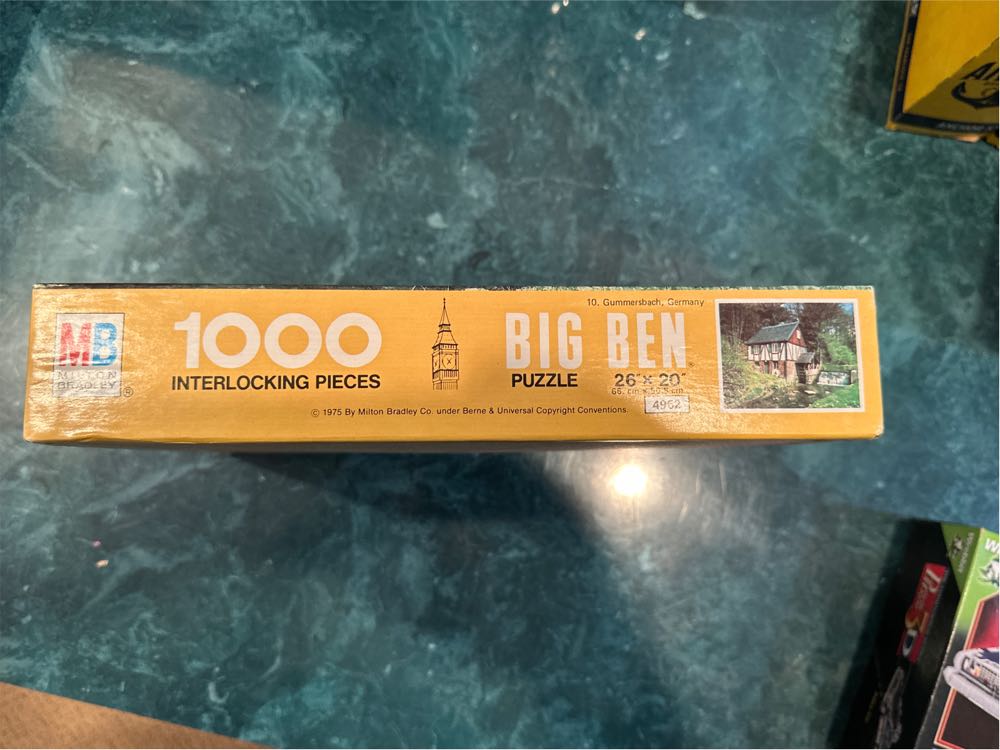 MB
MILTON
BRADLEY®
1000
INTERLOCKING PIECES
10. Gummersbach, Germany
BIG BEN®
PUZZLE
26" x 20"
© 1975 By Milton Bradley Co. under Berne & Universal Copyright Conventions.
4962